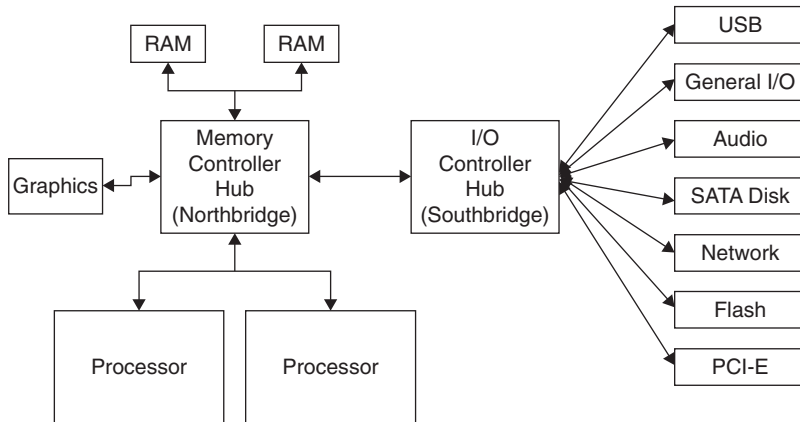 RAM
RAM
Memory
Controller
Hub
(Northbridge)
I/O
Controller
Hub
(Southbridge)
Graphics
Processor
Processor
USB
General I/O
Audio
SATA Disk
Network
Flash
PCI-E